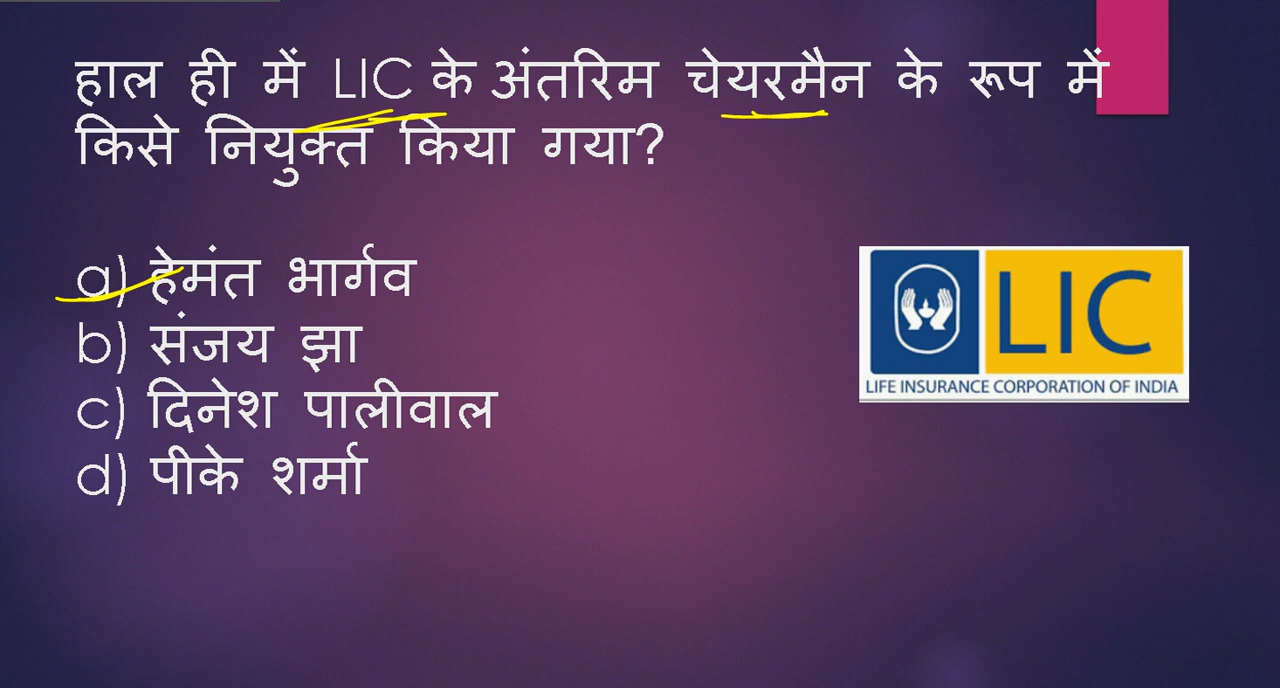 हाल ही में LIC के अंतरिम चेयरमैन के रूप में
किसे नियुक्त किया गया?
a) हेमंत भार्गव
b) संजय झा
c) दिनेश पालीवाल
d) पीके शर्मा
LIC
LIFE INSURANCE CORPORATION OF INDIA